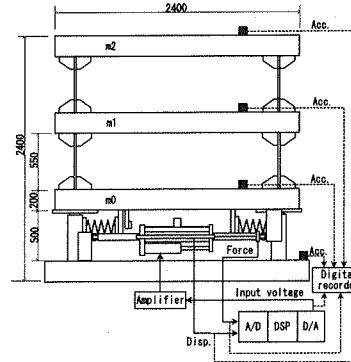 2400
Acc.
m2
Acc.
m1
2400
550
Acc.
m0
200
500
Force
Acc.
Digital
recorde
Input voltage
Amplifier
A/D DSP D/A
Disp.